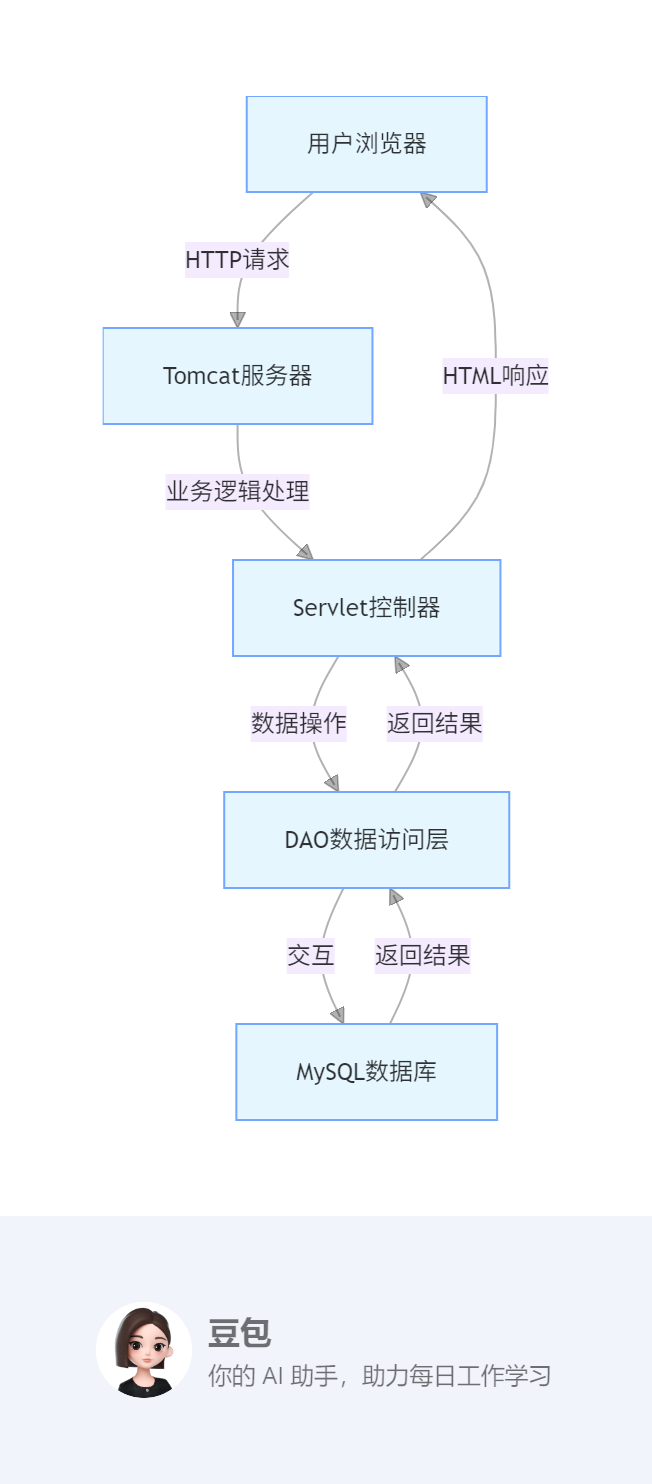 用户浏览器
HTTP请求
Tomcat服务器
HTML响应
业务逻辑处理
Servlet控制器
数据操作
返回结果
DAO数据访问层
交互
返回结果
MySQL数据库
豆包
你的 AI 助手，助力每日工作学习